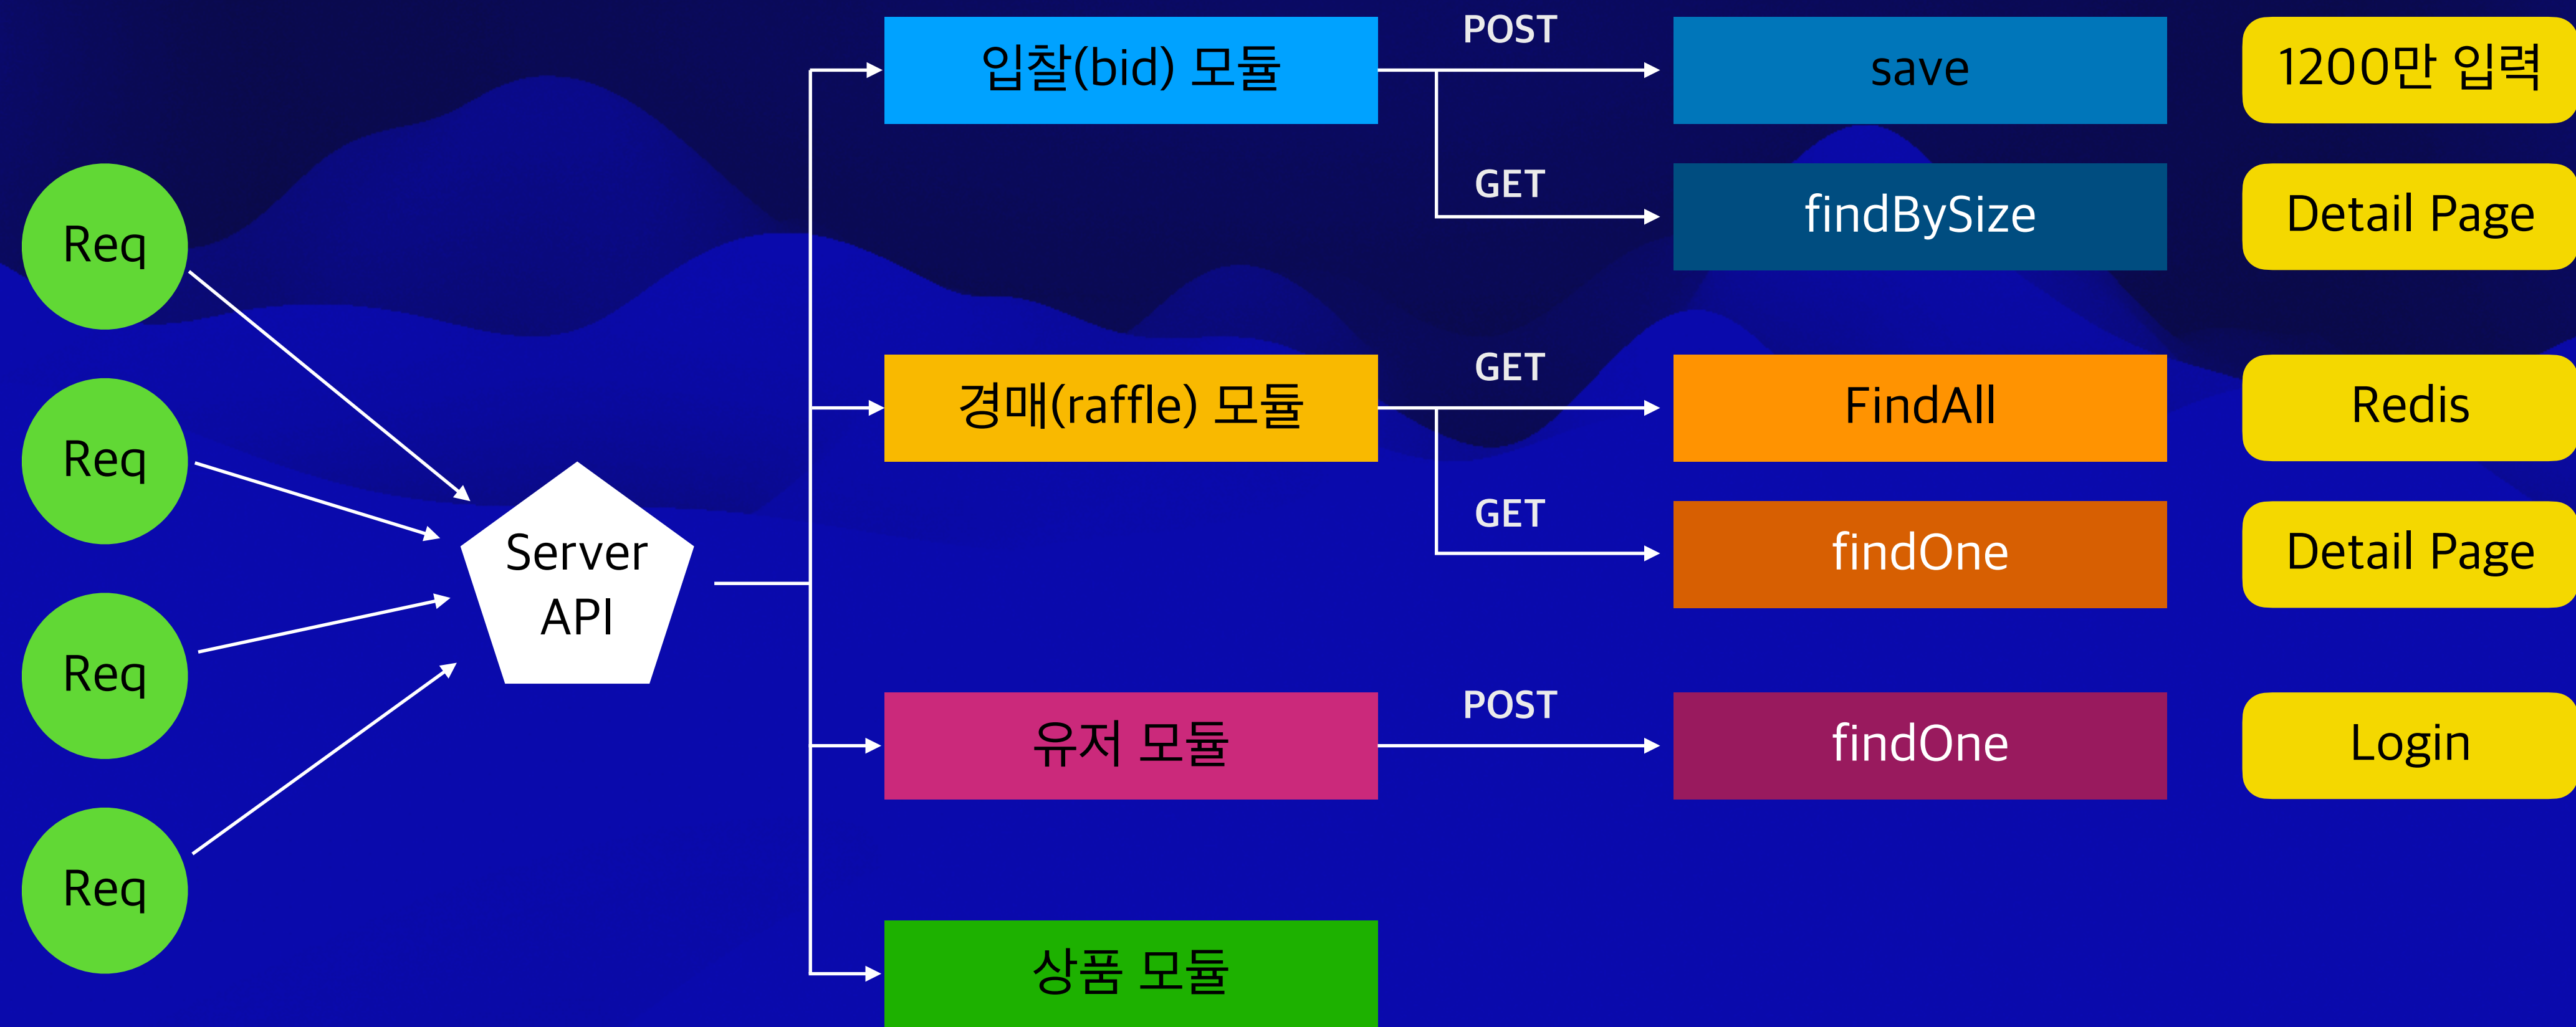 Req
Req
Req
Req
Server
API
입찰(bid) 모듈
POST
save
1200만 입력
GET
findBySize
Detail Page
경매(raffle) 모듈
GET
FindAll
Redis
GET
findOne
Detail Page
유저 모듈
POST
findOne
Login
상품 모듈